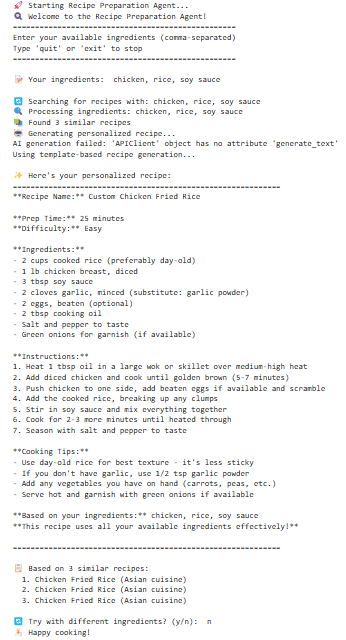 🚀 Starting Recipe Preparation Agent...
🔍 Welcome to the Recipe Preparation Agent!
==================================================
Enter your available ingredients (comma-separated)
Type 'quit' or 'exit' to stop
==================================================
📝 Your ingredients:  chicken, rice, soy sauce
🔄 Searching for recipes with: chicken, rice, soy sauce
🔍 Processing ingredients: chicken, rice, soy sauce
📚 Found 3 similar recipes
🤖 Generating personalized recipe...
AI generation failed: 'APIClient' object has no attribute 'generate_text'
Using template-based recipe generation...
✨ Here's your personalized recipe:
============================================================
**Recipe Name:** Custom Chicken Fried Rice
**Prep Time:** 25 minutes
**Difficulty:** Easy
**Ingredients:**
- 2 cups cooked rice (preferably day-old)
- 1 lb chicken breast, diced
- 3 tbsp soy sauce
- 2 cloves garlic, minced (substitute: garlic powder)
- 2 eggs, beaten (optional)
- 2 tbsp cooking oil
- Salt and pepper to taste
- Green onions for garnish (if available)
**Instructions:**
1. Heat 1 tbsp oil in a large wok or skillet over medium-high heat
2. Add diced chicken and cook until golden brown (5-7 minutes)
3. Push chicken to one side, add beaten eggs if available and scramble
4. Add the cooked rice, breaking up any clumps
5. Stir in soy sauce and mix everything together
6. Cook for 2-3 more minutes until heated through
7. Season with salt and pepper to taste
**Cooking Tips:**
- Use day-old rice for best texture - it's less sticky
- If you don't have garlic, use 1/2 tsp garlic powder
- Add any vegetables you have on hand (carrots, peas, etc.)
- Serve hot and garnish with green onions if available
**Based on your ingredients:** chicken, rice, soy sauce
**This recipe uses all your available ingredients effectively!**
============================================================
📋 Based on 3 similar recipes:
1. Chicken Fried Rice (Asian cuisine)
2. Chicken Fried Rice (Asian cuisine)
3. Chicken Fried Rice (Asian cuisine)
🔄 Try with different ingredients? (y/n):  n
👋 Happy cooking!